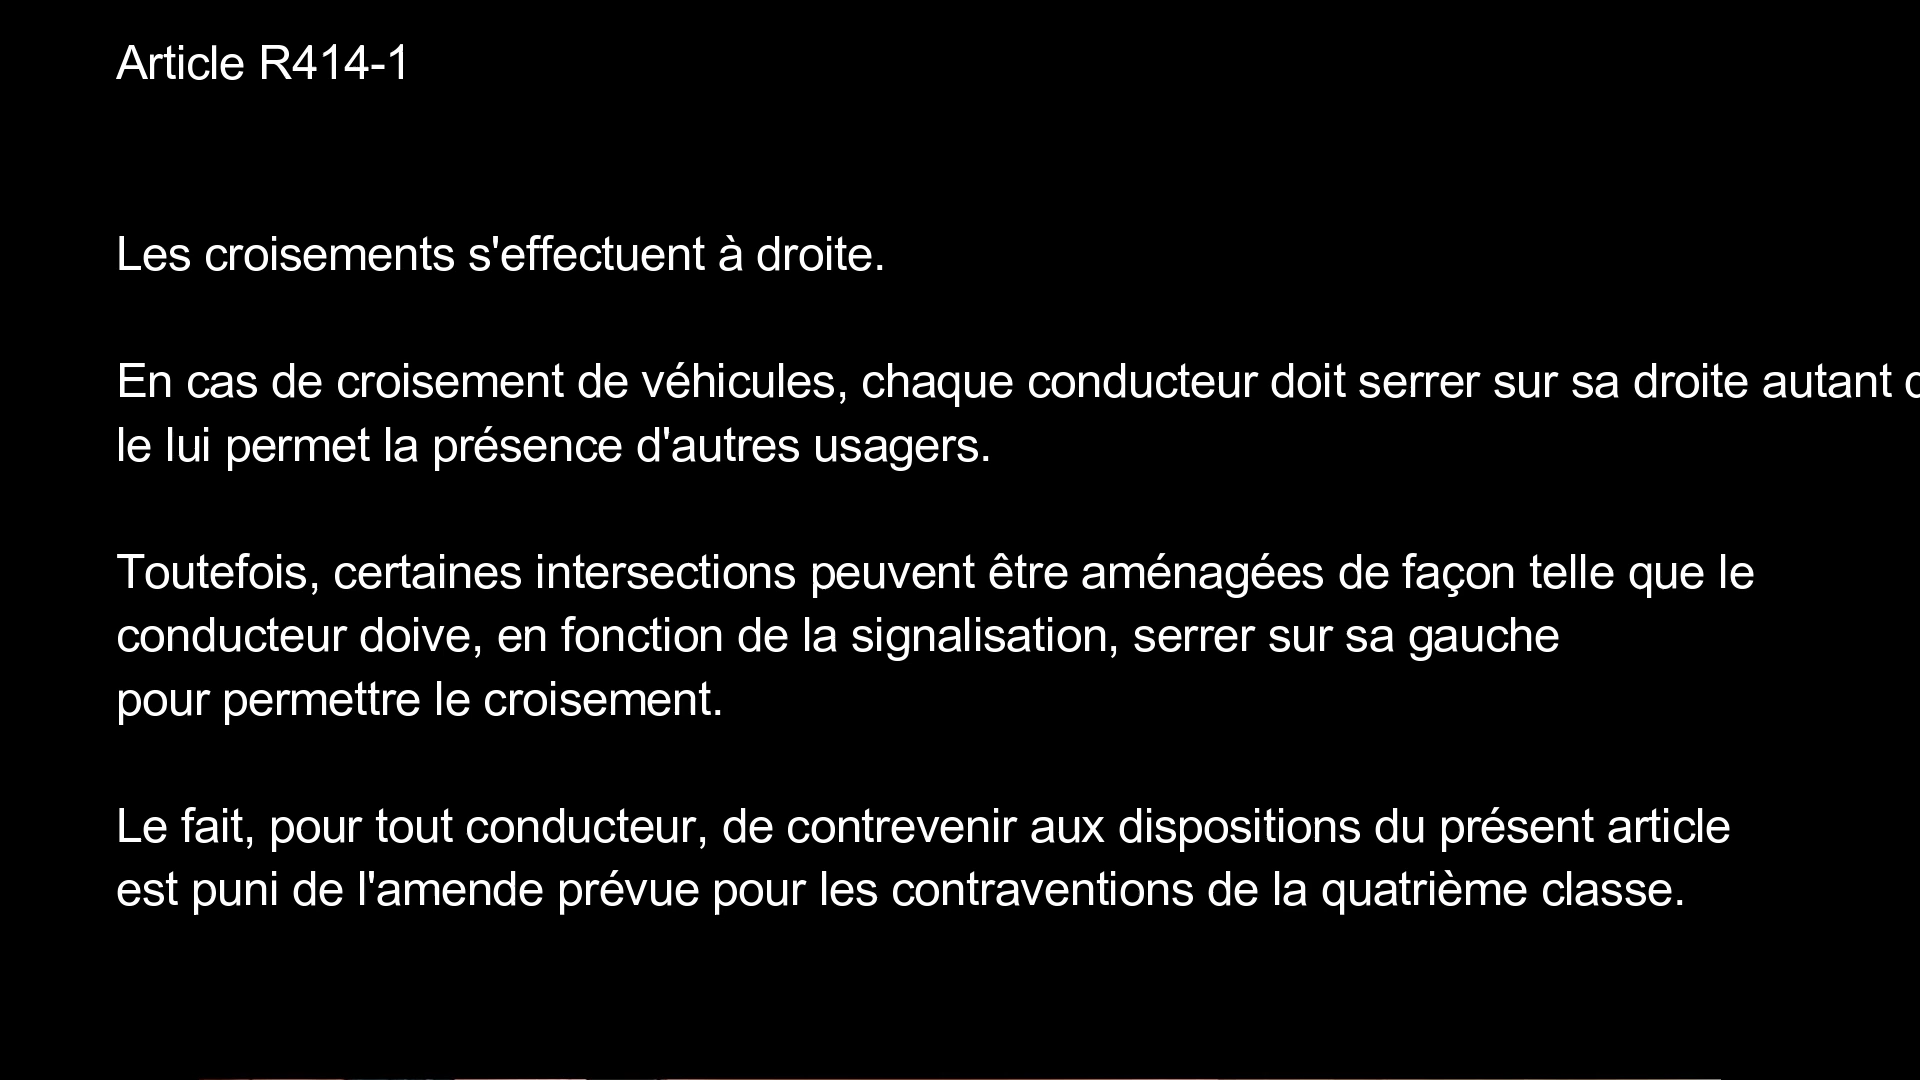 Article R414-1
Les croisements s'effectuent à droite.
En cas de croisement de véhicules, chaque conducteur doit serrer sur sa droite autant
le lui permet la présence d'autres usagers.
Toutefois, certaines intersections peuvent être aménagées de façon telle que le
conducteur doive, en fonction de la signalisation, serrer sur sa gauche
pour permettre le croisement.
Le fait, pour tout conducteur, de contrevenir aux dispositions du présent article
est puni de l'amende prévue pour les contraventions de la quatrième classe.